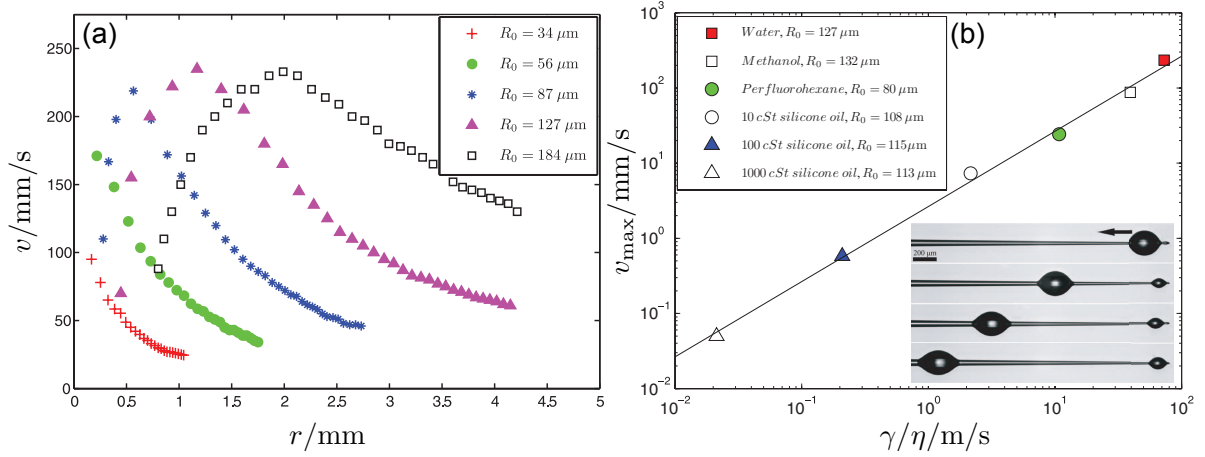 (a)
R₀ = 34 μm
R₀ = 56 μm
R₀ = 87 μm
R₀ = 127 μm
R₀ = 184 μm
250
200
150
100
50
0
v/mm/s
0 0.5 1 1.5 2 2.5 3 3.5 4 4.5 5
r/mm
(b)
Water, R₀ = 127 μm
Methanol, R₀ = 132 μm
Perfluorohexane, R₀ = 80 μm
10 cSt silicone oil, R₀ = 108 μm
100 cSt silicone oil, R₀ = 115 μm
1000 cSt silicone oil, R₀ = 113 μm
10³
10²
10¹
10⁰
10⁻¹
10⁻²
v_max/mm/s
200 μm
10⁻² 10⁻¹ 10⁰ 10¹ 10²
γ/η/m/s